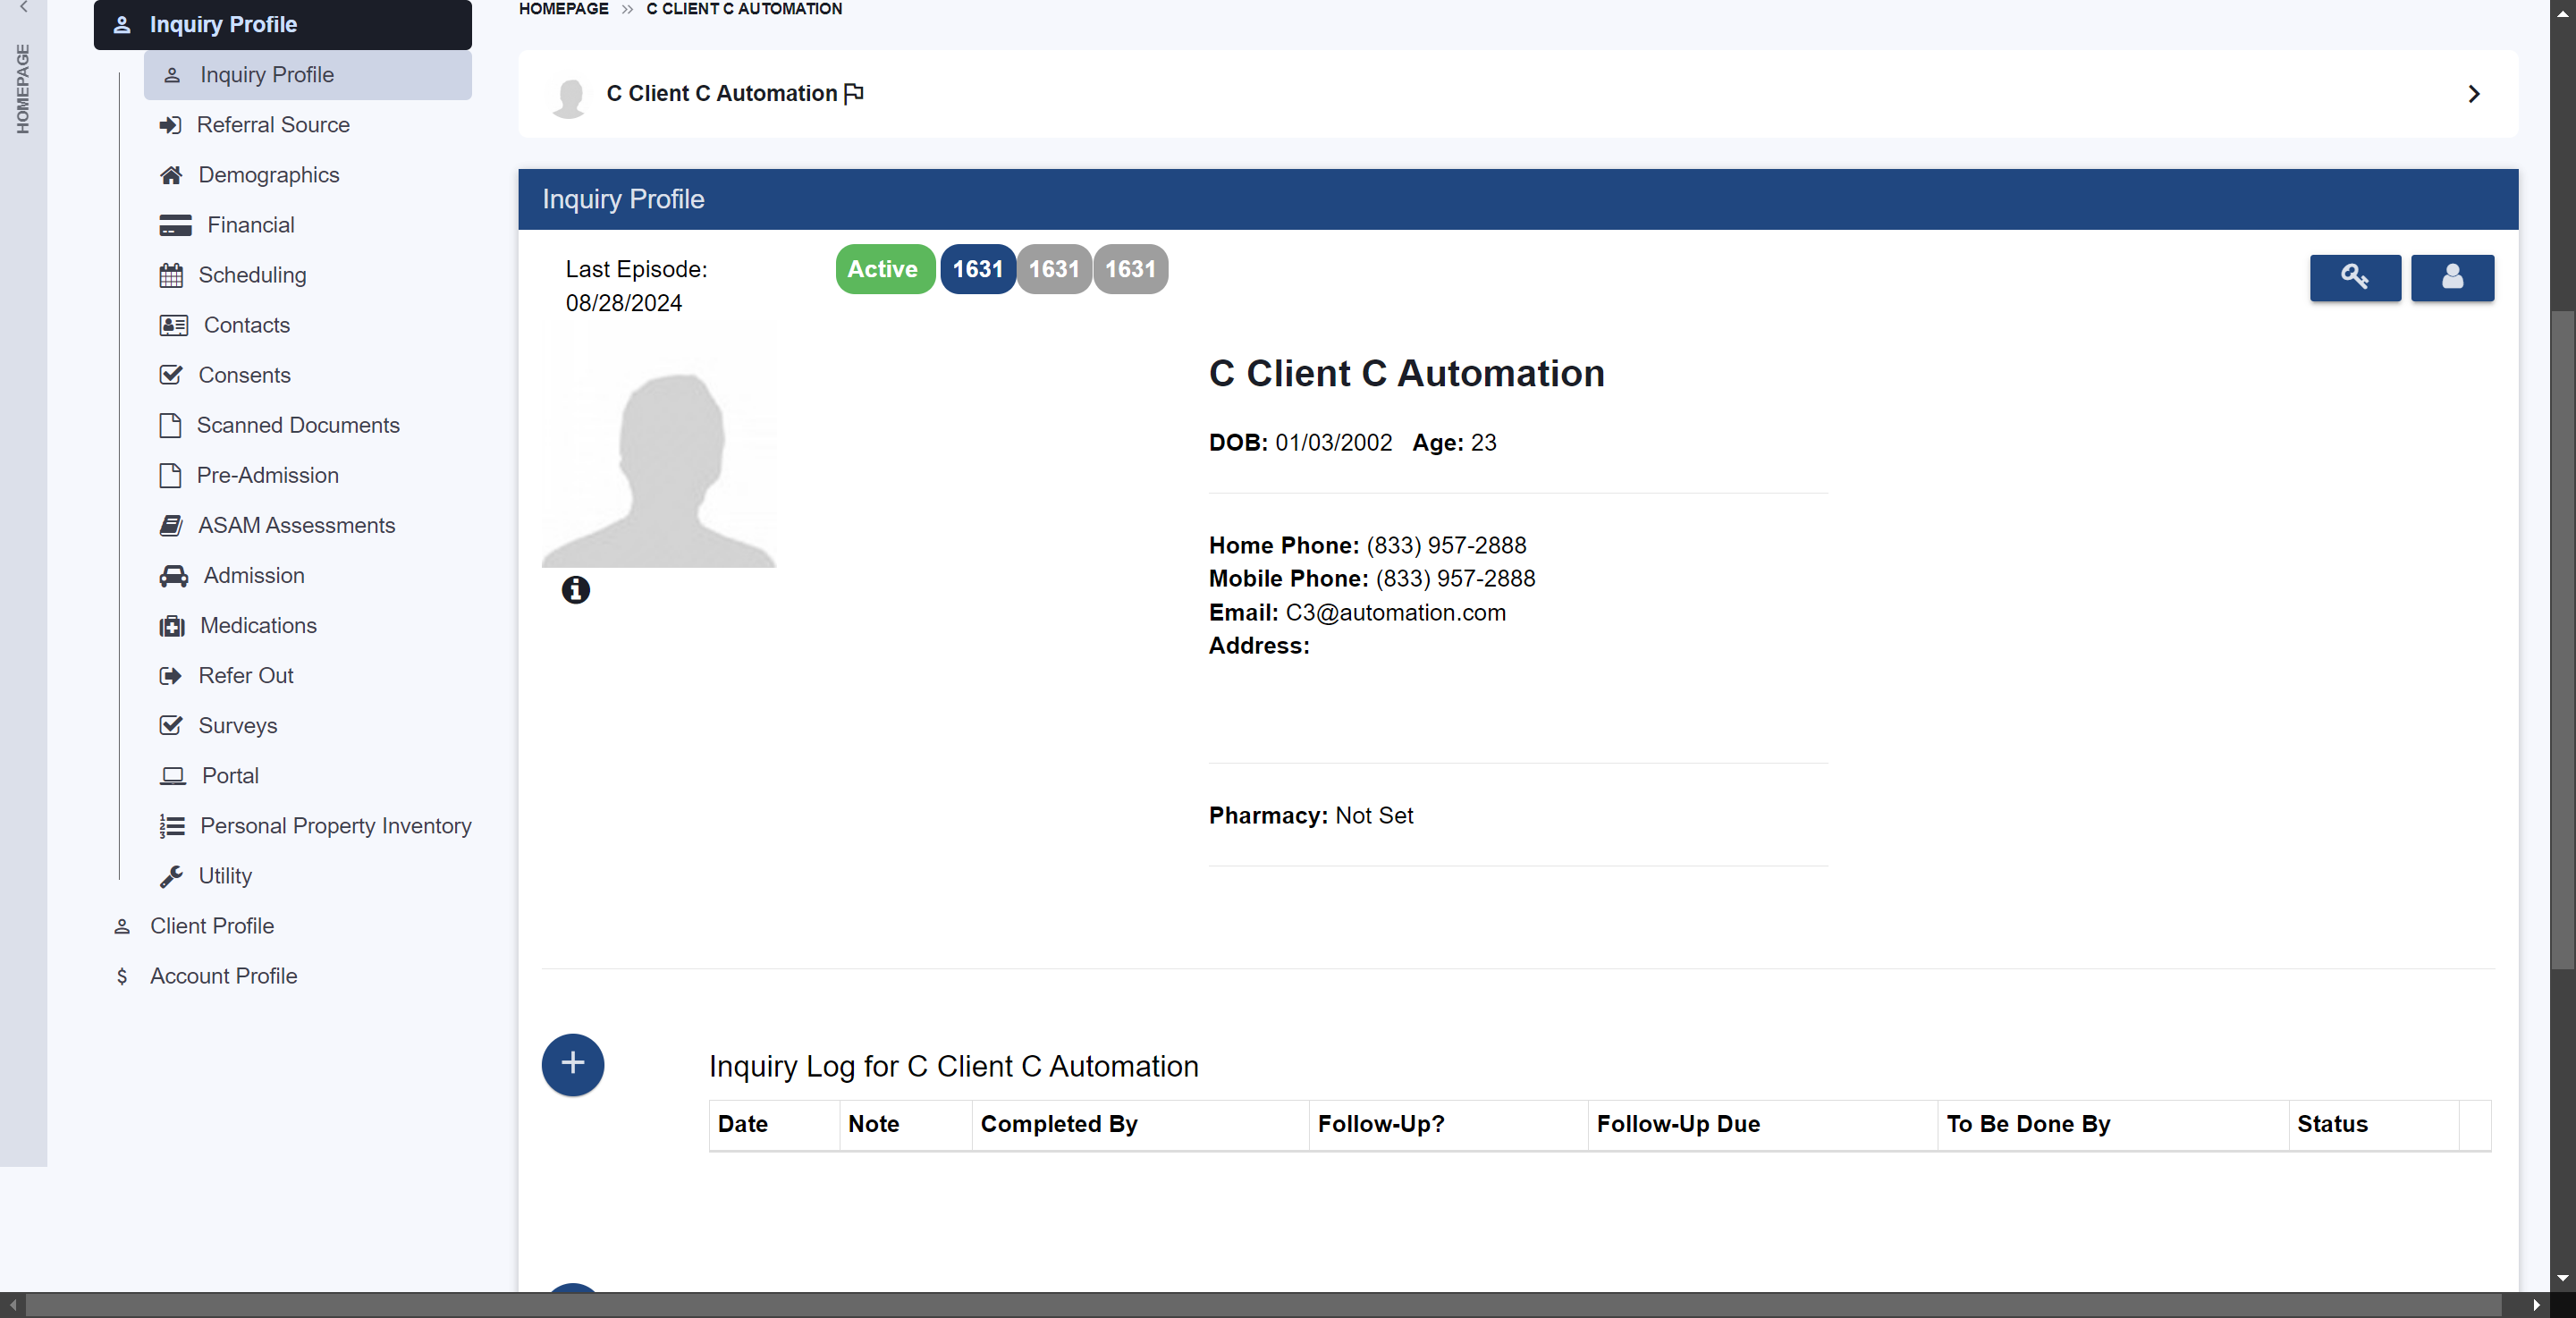 HOMEPAGE
Inquiry Profile
Inquiry Profile
Referral Source
Demographics
Financial
Scheduling
Contacts
Consents
Scanned Documents
Pre-Admission
ASAM Assessments
Admission
Medications
Refer Out
Surveys
Portal
Personal Property Inventory
Utility
Client Profile
$ Account Profile
HOMEPAGE » C CLIENT C AUTOMATION
C Client C Automation
Inquiry Profile
Last Episode:
08/28/2024
Active 1631 1631 1631
C Client C Automation
DOB: 01/03/2002 Age: 23
Home Phone: (833) 957-2888
Mobile Phone: (833) 957-2888
Email: C3@automation.com
Address:
Pharmacy: Not Set
Inquiry Log for C Client C Automation
Date Note Completed By Follow-Up? Follow-Up Due To Be Done By Status